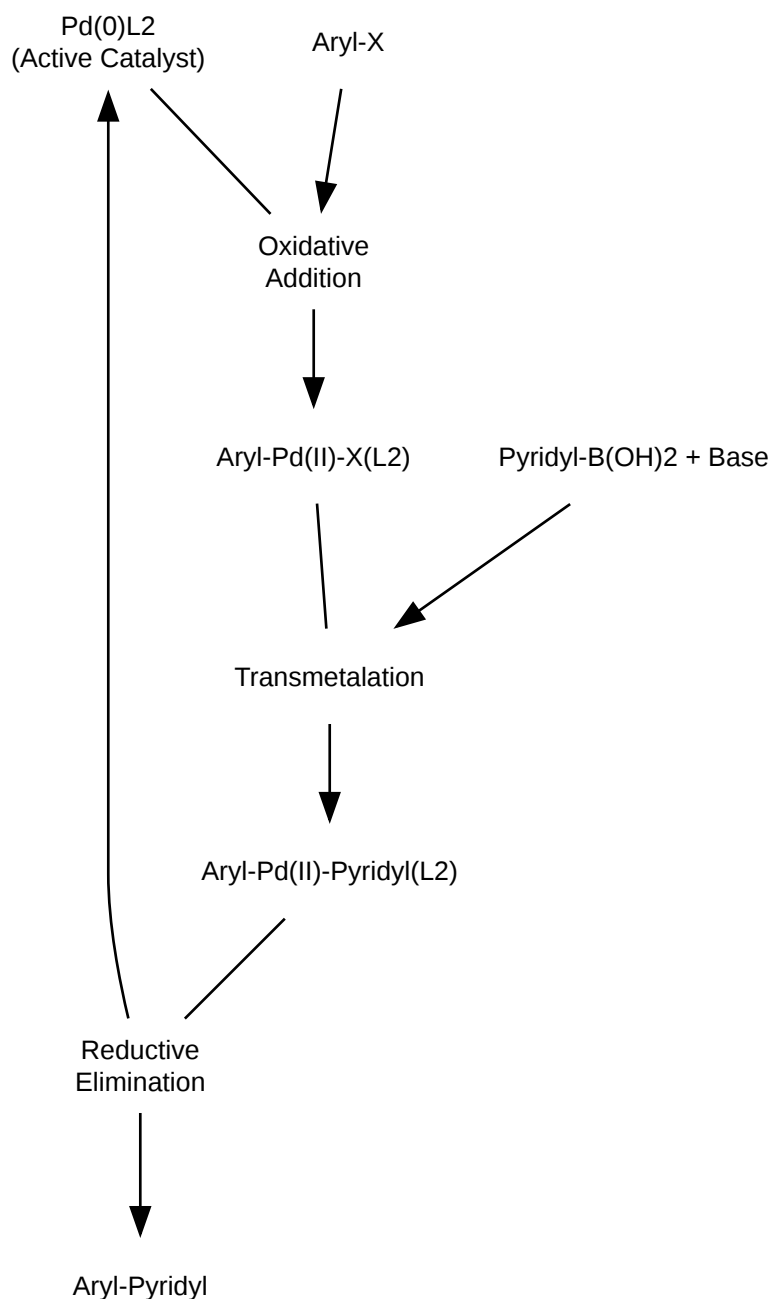 Pd(0)L2
(Active Catalyst)
Aryl-X
Oxidative
Addition
Aryl-Pd(II)-X(L2)
Pyridyl-B(OH)2 + Base
Transmetalation
Aryl-Pd(II)-Pyridyl(L2)
Reductive
Elimination
Aryl-Pyridyl